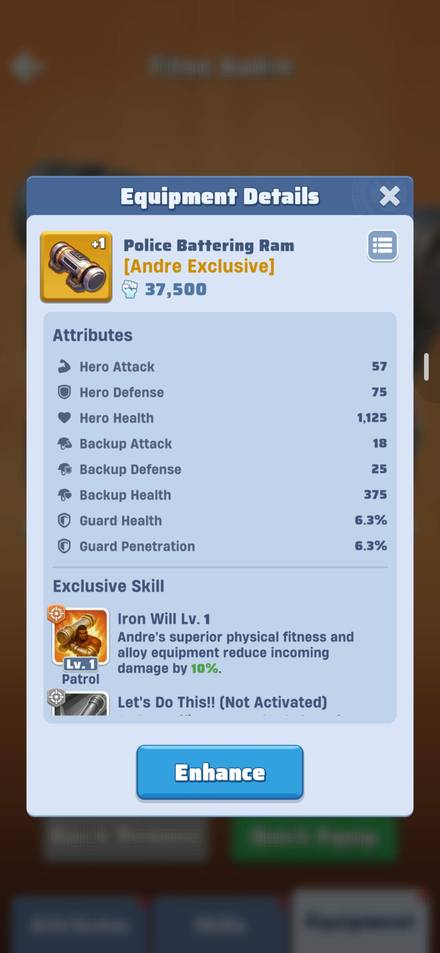 Equipment Details
+1
Police Battering Ram
[Andre Exclusive]
37,500
Attributes
Hero Attack 57
Hero Defense 75
Hero Health 1,125
Backup Attack 18
Backup Defense 25
Backup Health 375
Guard Health 6.3%
Guard Penetration 6.3%
Exclusive Skill
Iron Will Lv. 1
Andre's superior physical fitness and
alloy equipment reduce incoming
damage by 10%.
Lv. 1
Patrol
Let's Do This!! (Not Activated)
Enhance
Attributes
Skills
Equipment